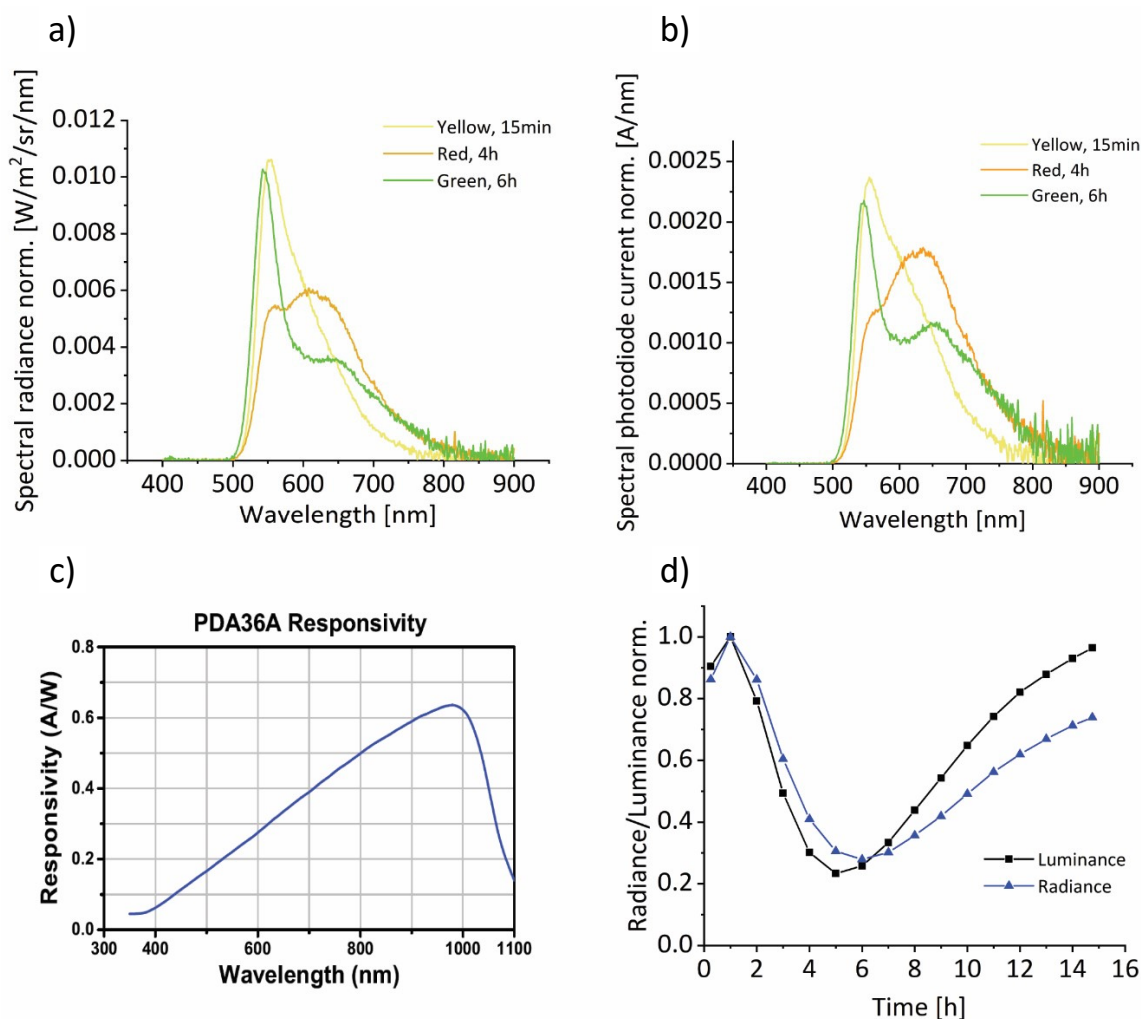 a)
Spectral radiance norm. [W/m²/sr/nm]
0.012
0.010
0.008
0.006
0.004
0.002
0.000
Yellow, 15min
Red, 4h
Green, 6h
400 500 600 700 800 900
Wavelength [nm]
b)
Spectral photodiode current norm. [A/nm]
0.0025
0.0020
0.0015
0.0010
0.0005
0.0000
Yellow, 15min
Red, 4h
Green, 6h
400 500 600 700 800 900
Wavelength [nm]
c)
PDA36A Responsivity
Responsivity (A/W)
0.8
0.6
0.4
0.2
0.0
300 400 600 800 1000 1100
Wavelength (nm)
d)
Radiance/Luminance norm.
1.0
0.8
0.6
0.4
0.2
0.0
Luminance
Radiance
0 2 4 6 8 10 12 14 16
Time [h]